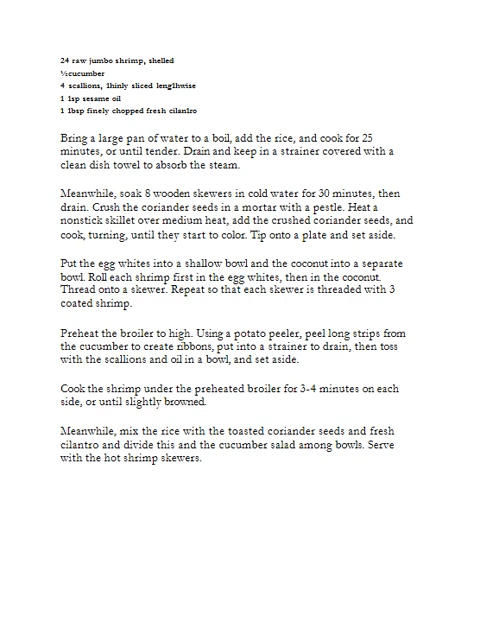 24 raw jumbo shrimp, shelled
½cucumber
4 scallions, thinly sliced lengthwise
1 tsp sesame oil
1 tbsp finely chopped fresh cilantro
Bring a large pan of water to a boil, add the rice, and cook for 25
minutes, or until tender. Drain and keep in a strainer covered with a
clean dish towel to absorb the steam.
Meanwhile, soak 8 wooden skewers in cold water for 30 minutes, then
drain. Crush the coriander seeds in a mortar with a pestle. Heat a
nonstick skillet over medium heat, add the crushed coriander seeds, and
cook, turning, until they start to color. Tip onto a plate and set aside.
Put the egg whites into a shallow bowl and the coconut into a separate
bowl. Roll each shrimp first in the egg whites, then in the coconut.
Thread onto a skewer. Repeat so that each skewer is threaded with 3
coated shrimp.
Preheat the broiler to high. Using a potato peeler, peel long strips from
the cucumber to create ribbons, put into a strainer to drain, then toss
with the scallions and oil in a bowl, and set aside.
Cook the shrimp under the preheated broiler for 3-4 minutes on each
side, or until slightly browned.
Meanwhile, mix the rice with the toasted coriander seeds and fresh
cilantro and divide this and the cucumber salad among bowls. Serve
with the hot shrimp skewers.